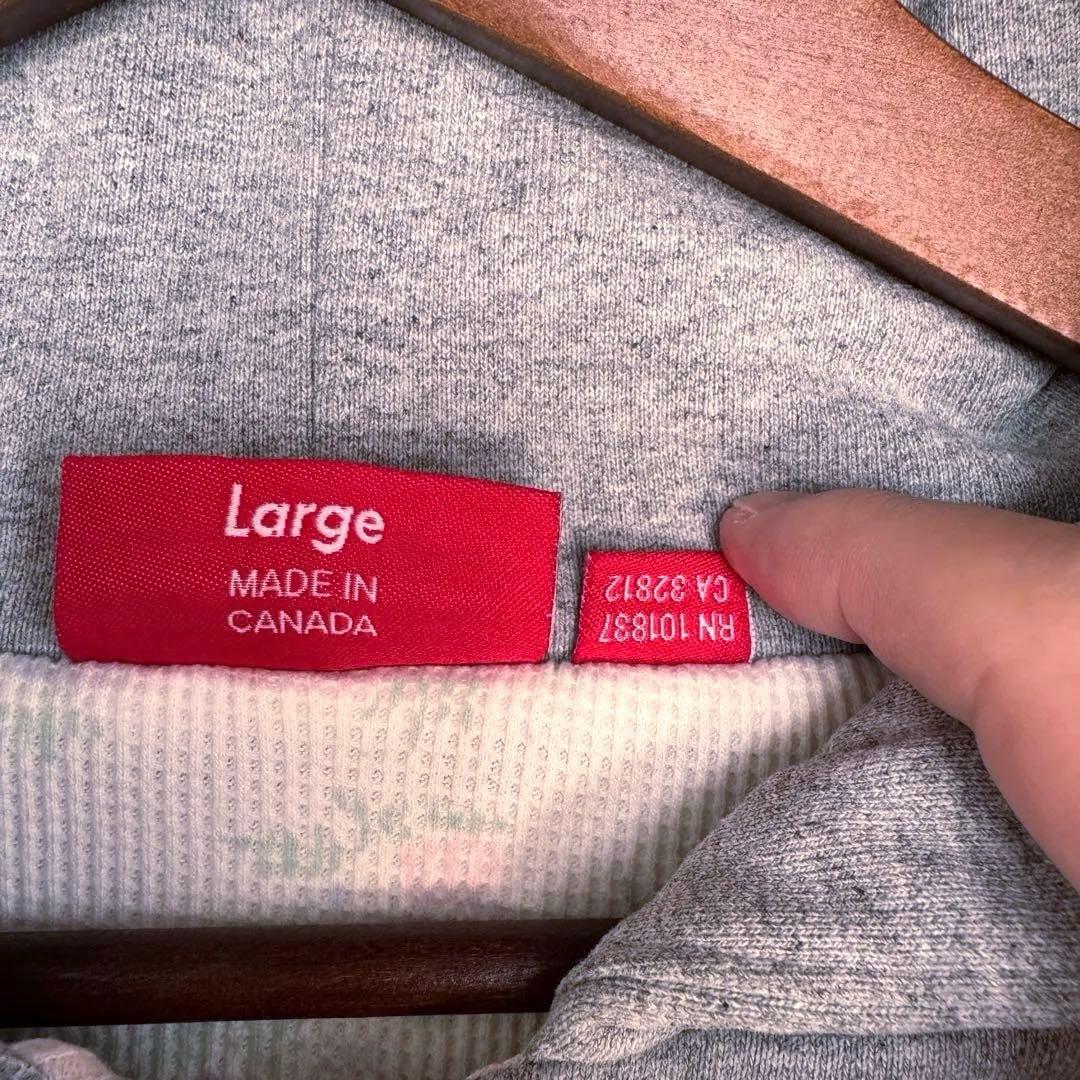 Large
MADE IN
CANADA
RN 101837
CA 32812